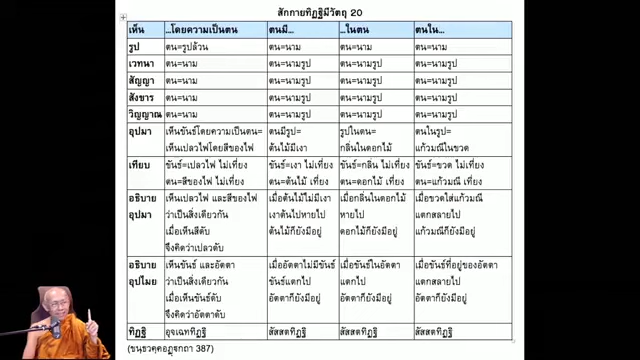 สักกายทิฏฐิมีวัตถุ 20
เห็น ...โดยความเป็นตน ตนมี... ...ในตน ตนใน...
รูป ตน=รูปล้วน ตน=นาม ตน=นาม ตน=นาม
เวทนา ตน=นาม ตน=นามรูป ตน=นามรูป ตน=นามรูป
สัญญา ตน=นาม ตน=นามรูป ตน=นามรูป ตน=นามรูป
สังขาร ตน=นาม ตน=นามรูป ตน=นามรูป ตน=นามรูป
วิญญาณ ตน=นาม ตน=นามรูป ตน=นามรูป ตน=นามรูป
อุปมา เห็นขันธ์โดยความเป็นตน= ตนมีรูป= รูปในตน= ตนในรูป=
เห็นเปลวไฟโดยสีของไฟ ต้นไม้มีเงา กลิ่นในดอกไม้ แก้วมณีในขวด
เทียบ ขันธ์=เปลวไฟ ไม่เที่ยง ขันธ์=เงา ไม่เที่ยง ขันธ์=กลิ่น ไม่เที่ยง ขันธ์=ขวด ไม่เที่ยง
ตน=สีของไฟ ไม่เที่ยง ตน=ต้นไม้ เที่ยง ตน=ดอกไม้ เที่ยง ตน=แก้วมณี เที่ยง
อธิบาย เห็นเปลวไฟ และสีของไฟ เมื่อต้นไม้ไม่มีเงา เมื่อกลิ่นในดอกไม้ เมื่อขวดใส่แก้วมณี
อุปมา ว่าเป็นสิ่งเดียวกัน เงาต้นไปหายไป หายไป แตกสลายไป
เมื่อเห็นสีดับ ต้นไม้ก็ยังมีอยู่ ดอกไม้ก็ยังมีอยู่ แก้วมณีก็ยังมีอยู่
จึงคิดว่าเปลวดับ
อธิบาย เห็นขันธ์ และอัตตา เมื่ออัตตาไม่มีขันธ์ เมื่อขันธ์ในอัตตา เมื่อขันธ์ที่อยู่ของอัตตา
อุปไมย ว่าเป็นสิ่งเดียวกัน ขันธ์แตกไป แตกไป แตกสลายไป
เมื่อเห็นขันธ์ดับ อัตตาก็ยังมีอยู่ อัตตาก็ยังมีอยู่ อัตตาก็ยังมีอยู่
จึงคิดว่าอัตตาดับ
ทิฏฐิ อุจเฉททิฏฐิ สัสสตทิฏฐิ สัสสตทิฏฐิ สัสสตทิฏฐิ
(ขนฺธวคฺคอฏฺฐกถา 387)